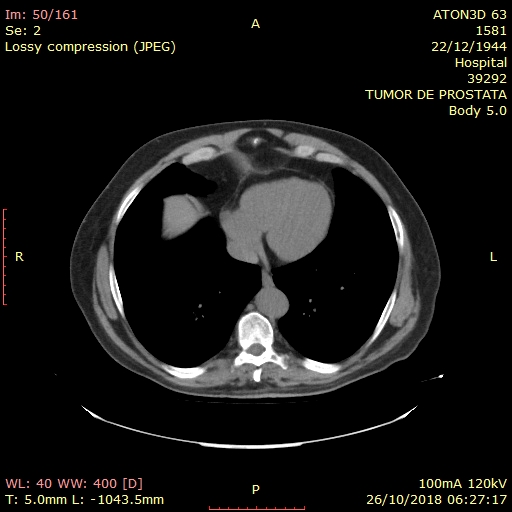 Im: 50/161
Se: 2
Lossy compression (JPEG)
A
ATON3D 63
1581
22/12/1944
Hospital
39292
TUMOR DE PROSTATA
Body 5.0
R
L
WL: 40 WW: 400 [D]
T: 5.0mm L: -1043.5mm
P
100mA 120kV
26/10/2018 06:27:17